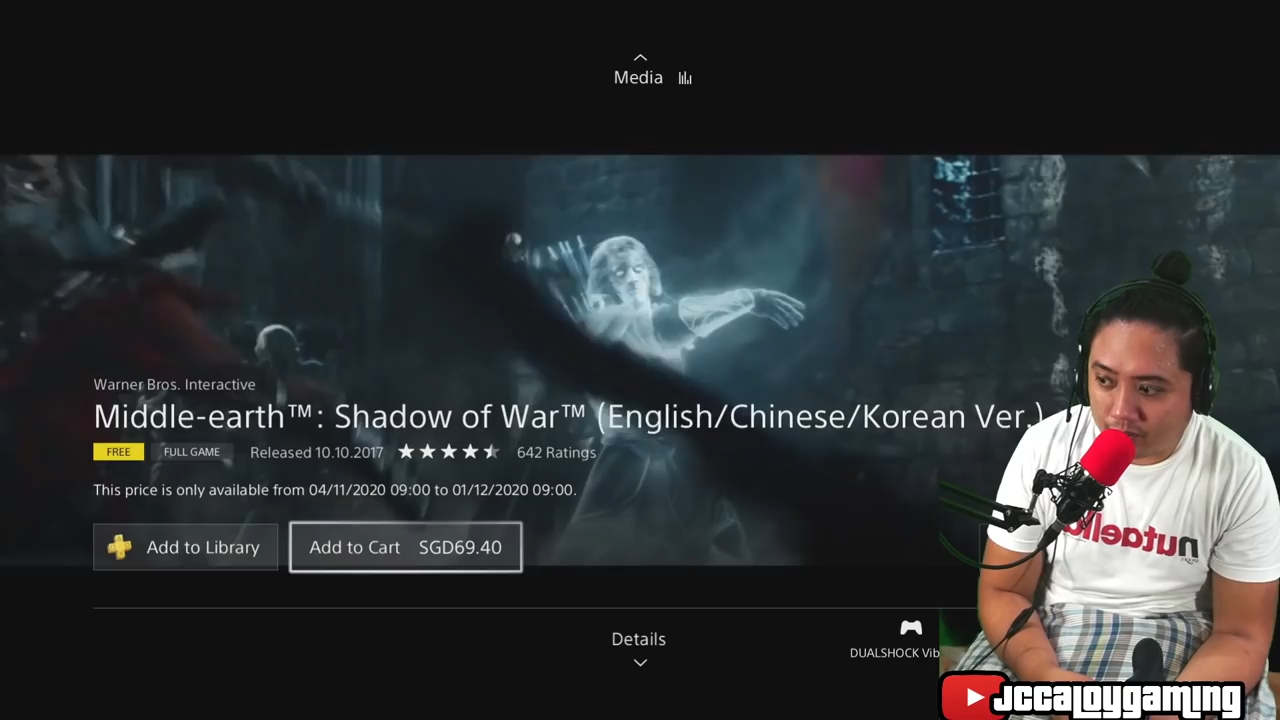 Media
Warner Bros. Interactive
Middle-earth™: Shadow of War™ (English/Chinese/Korean Ver.)
FREE FULL GAME Released 10.10.2017 642 Ratings
This price is only available from 04/11/2020 09:00 to 01/12/2020 09:00.
Add to Library Add to Cart SGD69.40
nutaello
Details
DUALSHOCK Vib
Jccaloygaming